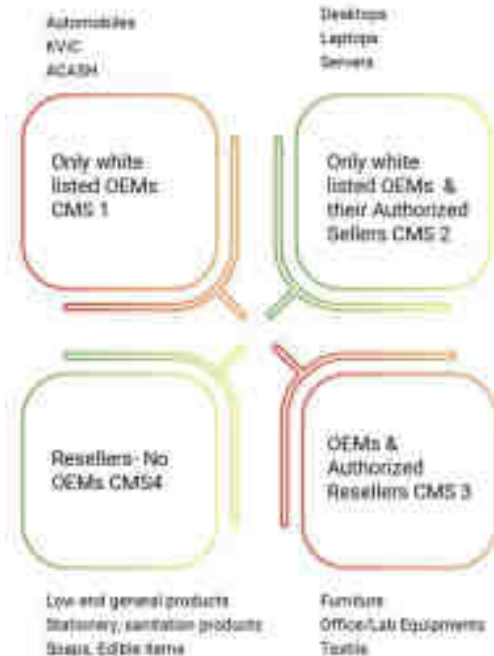 Automobiles
KVIC
ACASH
Desktops
Laptops
Servers
Only white
listed OEMs
CMS 1
Only white
listed OEMs &
their Authorized
Sellers CMS 2
Resellers- No
OEMs CMS4
OEMs &
Authorized
Resellers CMS 3
Low end general products
Stationery, sanitation products
Soaps, Edible items
Furniture
Office/Lab Equipments
Textile